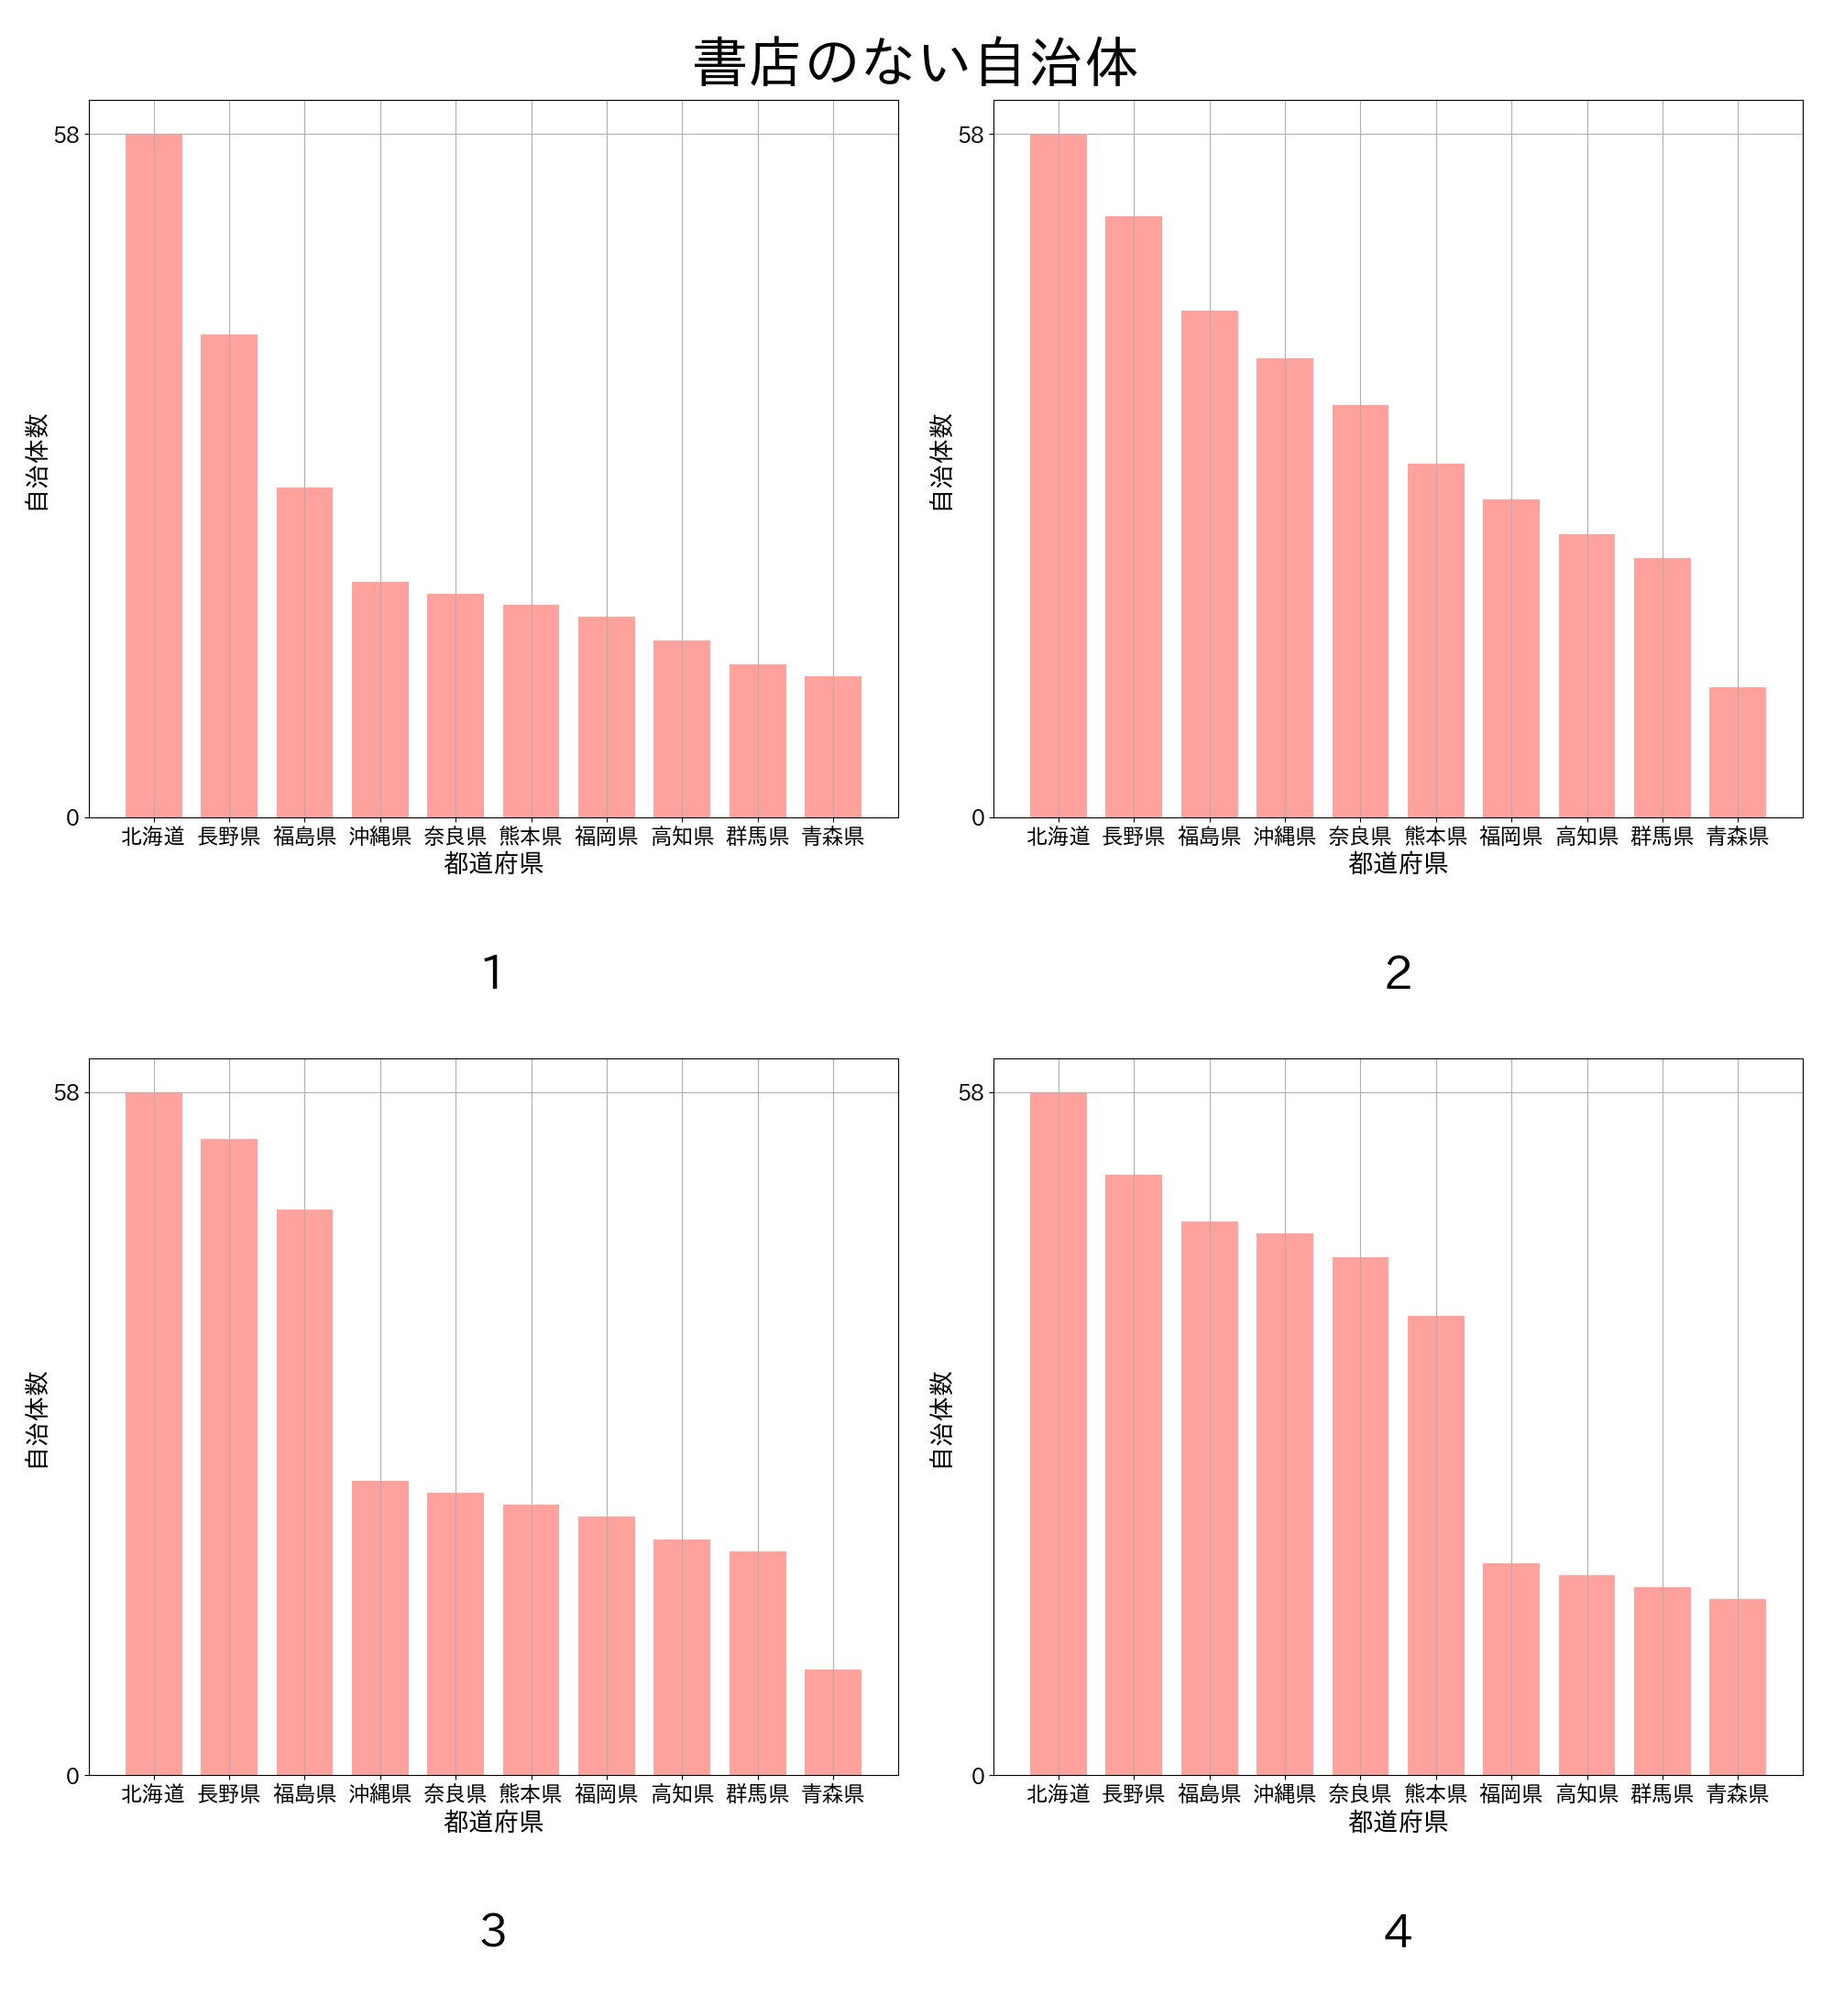 書店のない自治体
58
0
自治体数
北海道 長野県 福島県 沖縄県 奈良県 熊本県 福岡県 高知県 群馬県 青森県
都道府県
1
58
0
自治体数
北海道 長野県 福島県 沖縄県 奈良県 熊本県 福岡県 高知県 群馬県 青森県
都道府県
2
58
0
自治体数
北海道 長野県 福島県 沖縄県 奈良県 熊本県 福岡県 高知県 群馬県 青森県
都道府県
3
58
0
自治体数
北海道 長野県 福島県 沖縄県 奈良県 熊本県 福岡県 高知県 群馬県 青森県
都道府県
4